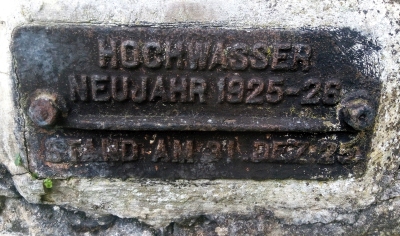 HOCHWASSER
NEUJAHR 1925-26
STAND AM 31. DEZ. 25